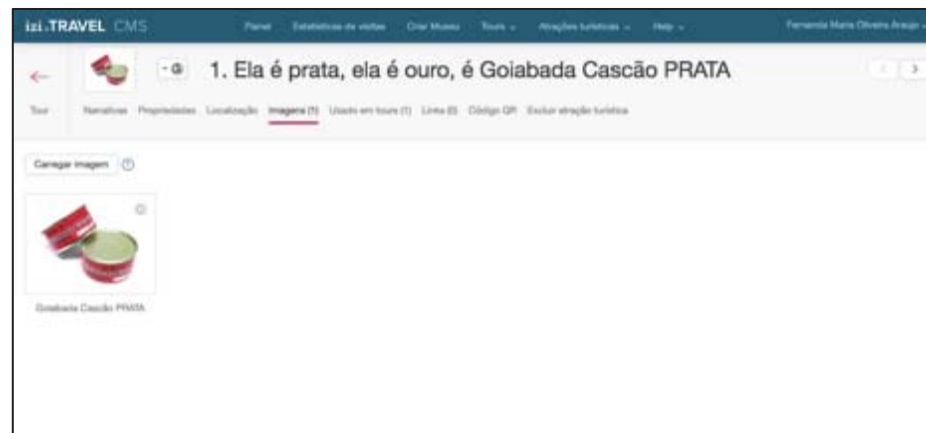 izi.TRAVEL CMS
Painel Estatísticas de visitas Criar Museu Tours Atrações turísticas Help Fernanda Maria Oliveira Araujo
1. Ela é prata, ela é ouro, é Goiabada Cascão PRATA
Tour Narrativas Propriedades Localização Imagens (1) Usado em tours (1) Links (0) Código QR Excluir atração turística
Carregar imagem
Goiabada Cascão PRATA